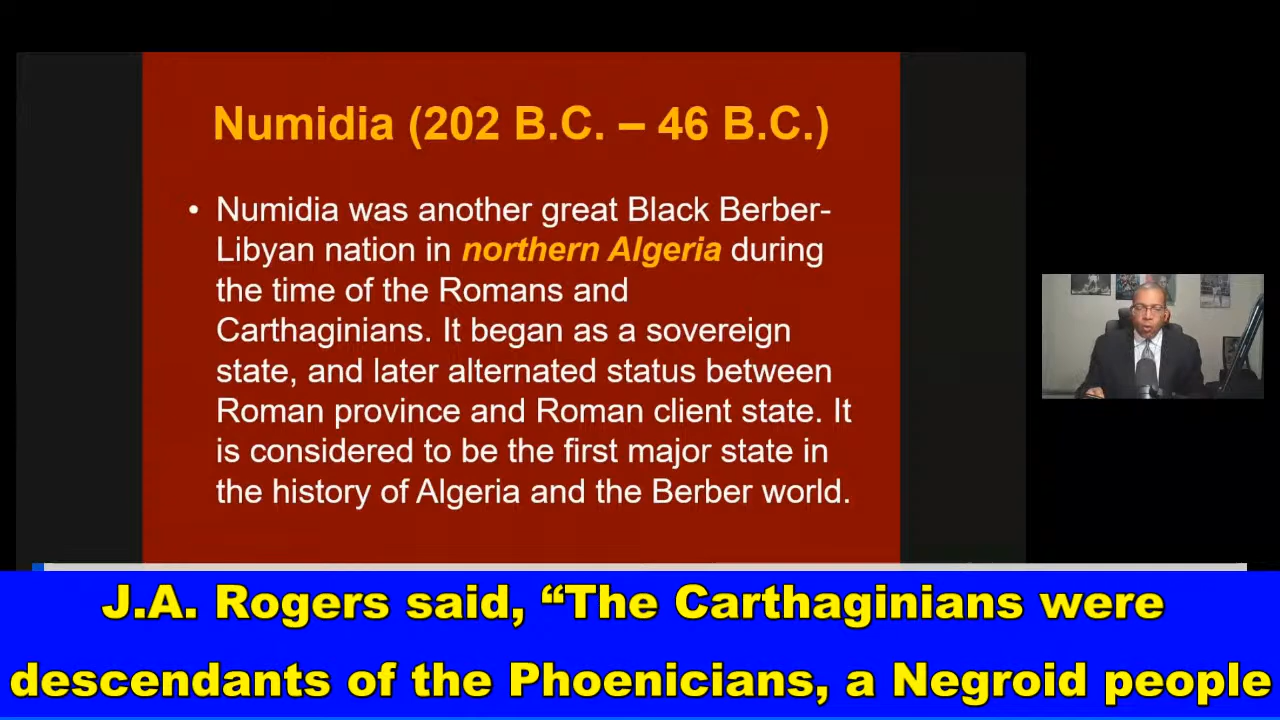 Numidia (202 B.C. – 46 B.C.)
• Numidia was another great Black Berber-
Libyan nation in northern Algeria during
the time of the Romans and
Carthaginians. It began as a sovereign
state, and later alternated status between
Roman province and Roman client state. It
is considered to be the first major state in
the history of Algeria and the Berber world.
J.A. Rogers said, “The Carthaginians were
descendants of the Phoenicians, a Negroid people